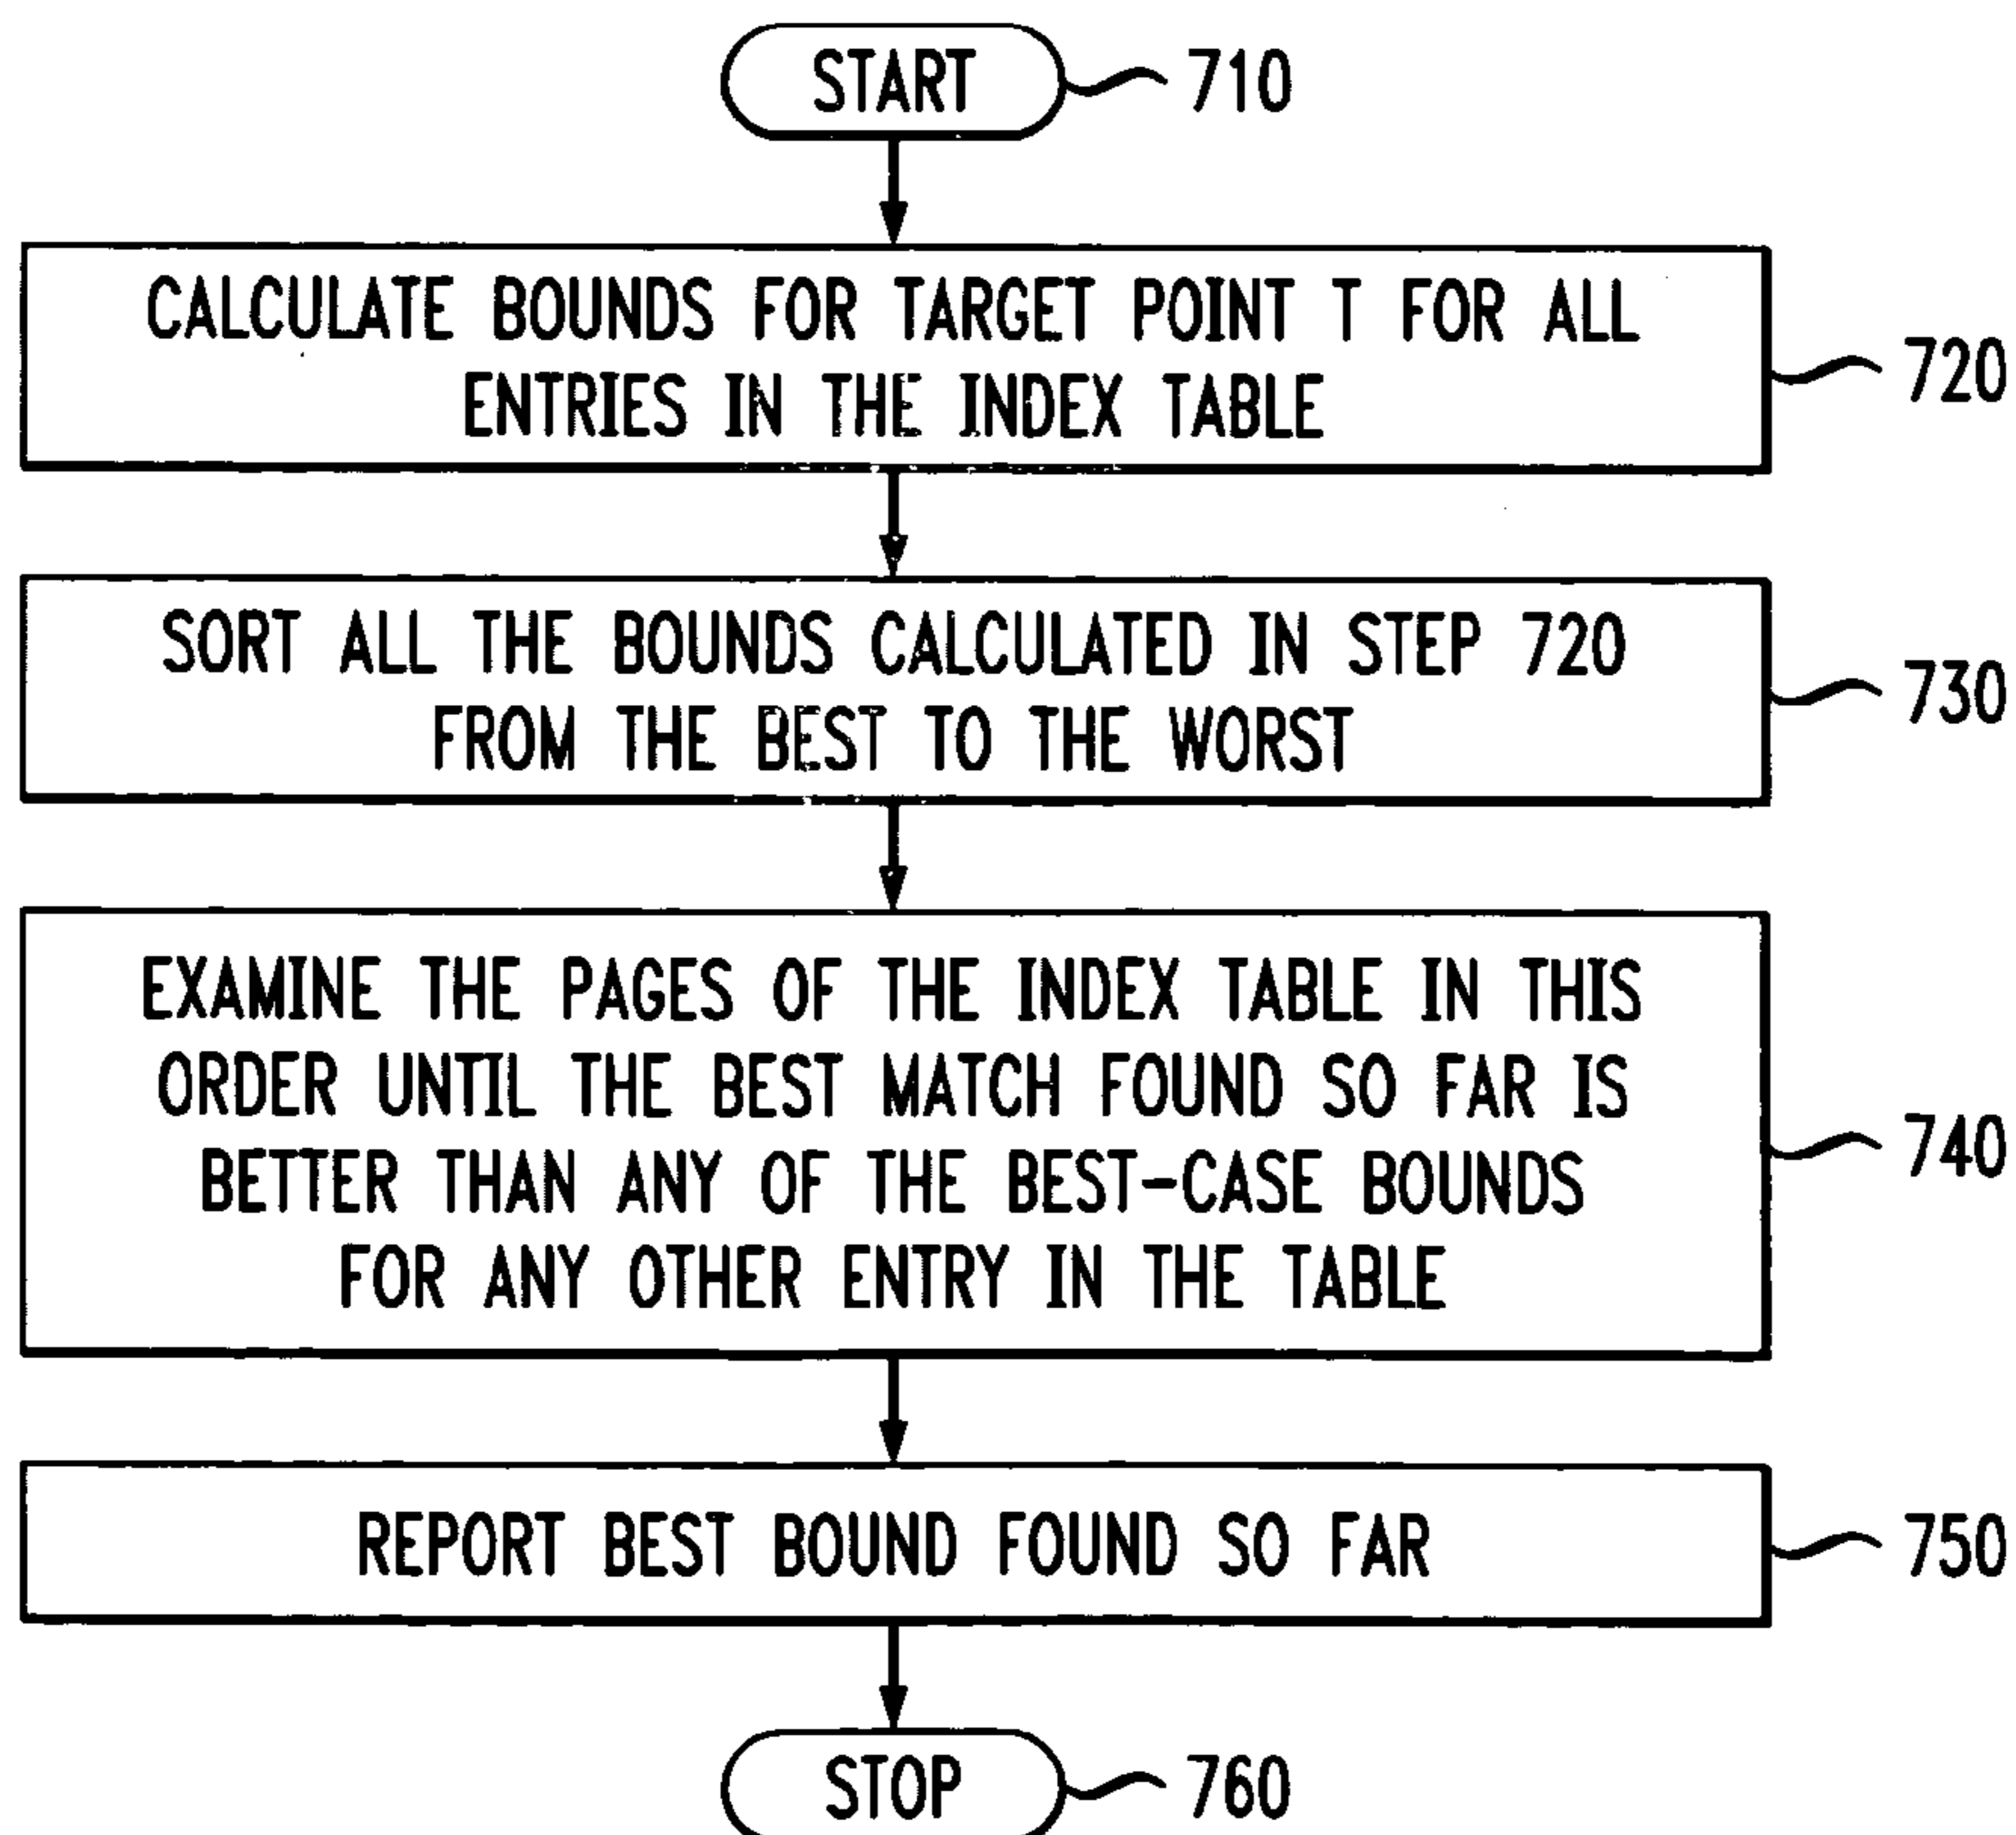 START
710
CALCULATE BOUNDS FOR TARGET POINT T FOR ALL
ENTRIES IN THE INDEX TABLE
720
SORT ALL THE BOUNDS CALCULATED IN STEP 720
FROM THE BEST TO THE WORST
730
EXAMINE THE PAGES OF THE INDEX TABLE IN THIS
ORDER UNTIL THE BEST MATCH FOUND SO FAR IS
BETTER THAN ANY OF THE BEST-CASE BOUNDS
FOR ANY OTHER ENTRY IN THE TABLE
740
REPORT BEST BOUND FOUND SO FAR
750
STOP
760